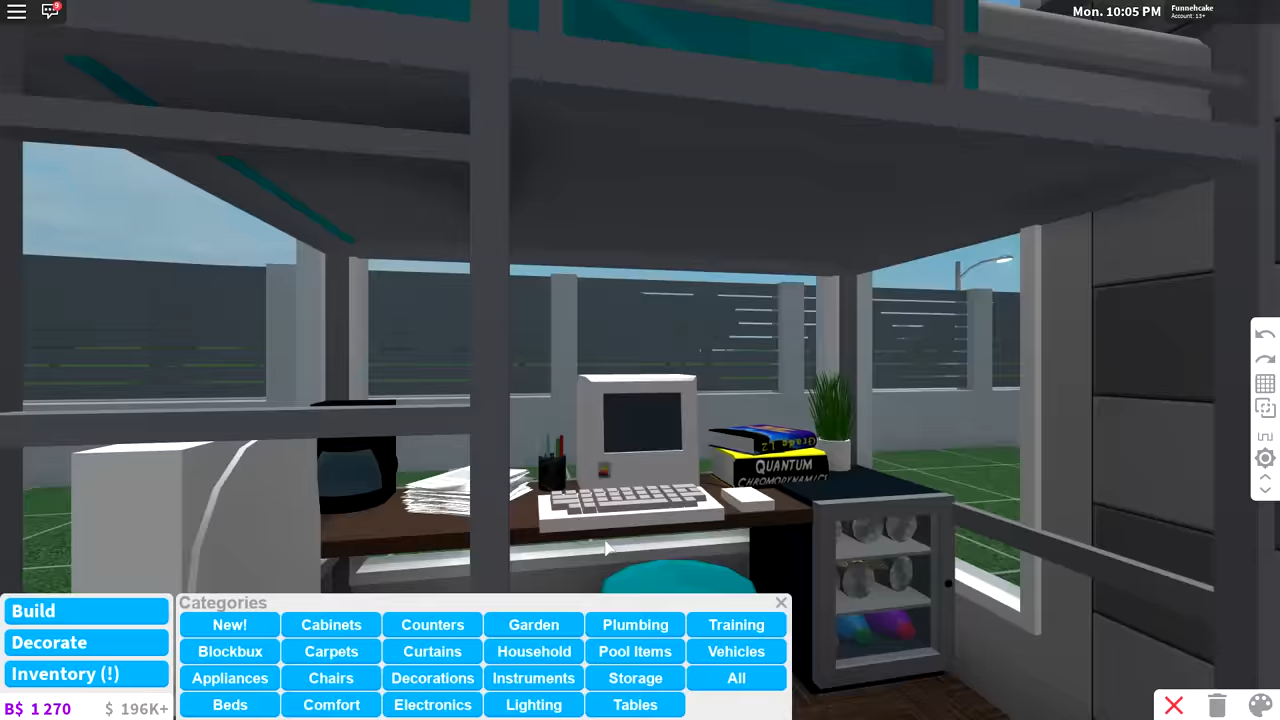 9
Mon. 10:05 PM
Funnehcake
Account: 13+
QUANTUM
CHROMODYNAMICS
Build
Decorate
Inventory (!)
B$ 1 270
$ 196K+
Categories
New!
Cabinets
Counters
Garden
Plumbing
Training
Blockbux
Carpets
Curtains
Household
Pool Items
Vehicles
Appliances
Chairs
Decorations
Instruments
Storage
All
Beds
Comfort
Electronics
Lighting
Tables